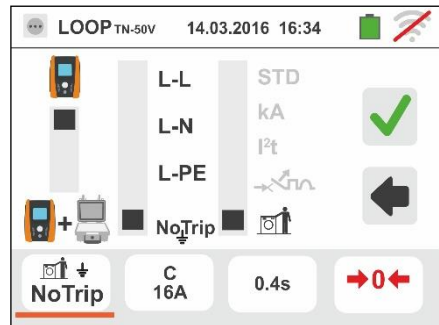 LOOP TN-50V 14.03.2016 16:34
L-L STD
L-N kA
I²t
L-PE
+ NoTrip
NoTrip C 16A 0.4s →0←